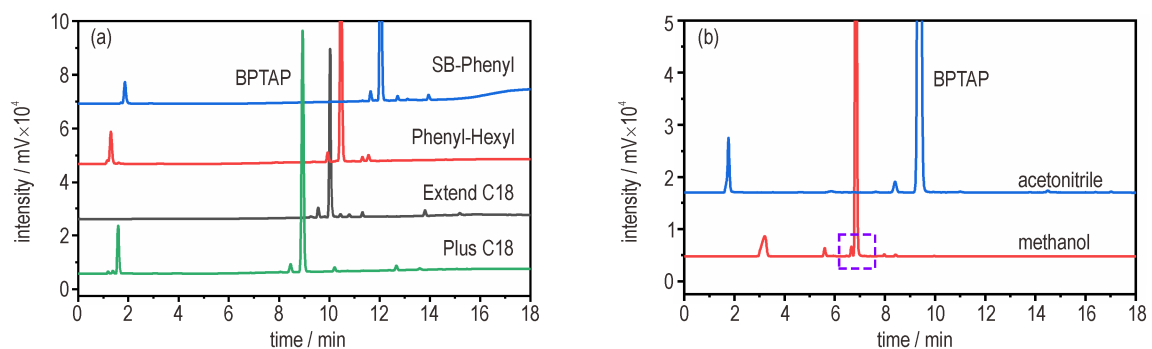 (a)
10
8
6
4
2
0
intensity / mV×10⁴
BPTAP
SB-Phenyl
Phenyl-Hexyl
Extend C18
Plus C18
0 2 4 6 8 10 12 14 16 18
time / min
(b)
5
4
3
2
1
0
intensity / mV×10⁴
BPTAP
acetonitrile
methanol
0 2 4 6 8 10 12 14 16 18
time / min